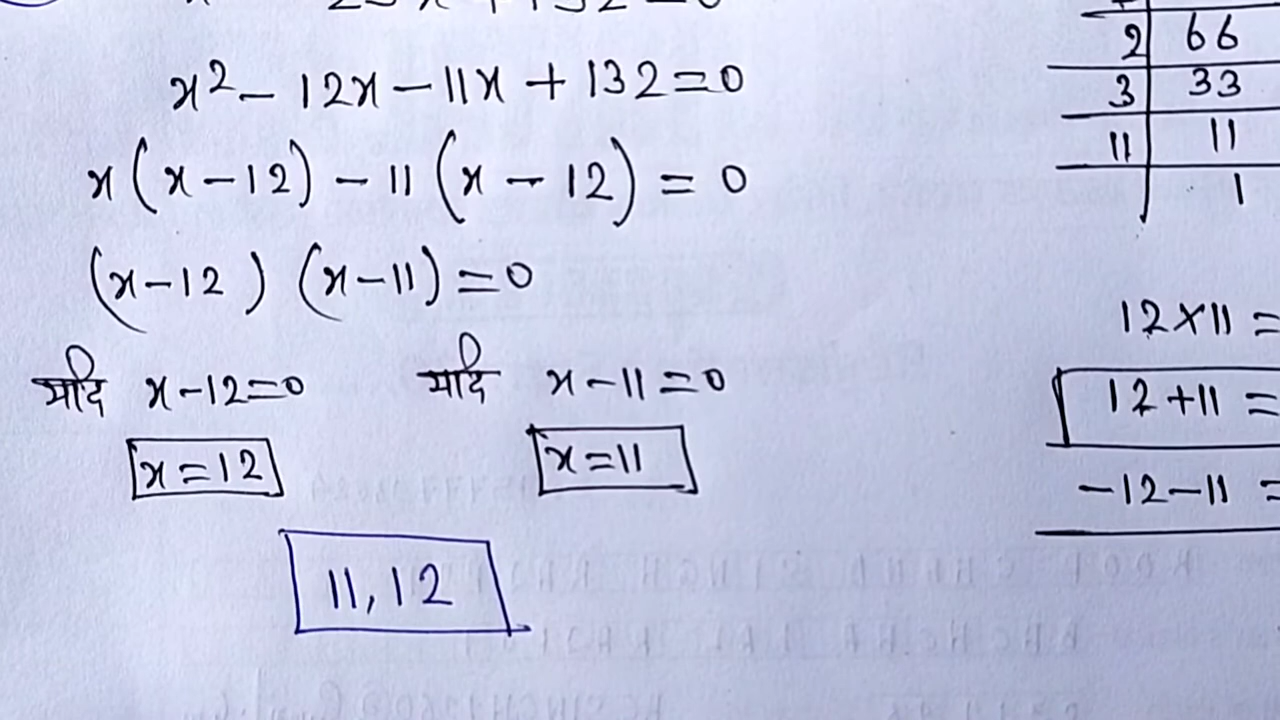 x² - 12x - 11x + 132 = 0
x(x - 12) - 11(x - 12) = 0
(x - 12) (x - 11) = 0
यदि x - 12 = 0 यदि x - 11 = 0
x = 12 x = 11
11, 12
2 66
3 33
11 11
1
12 × 11 =
12 + 11 =
-12 - 11 =